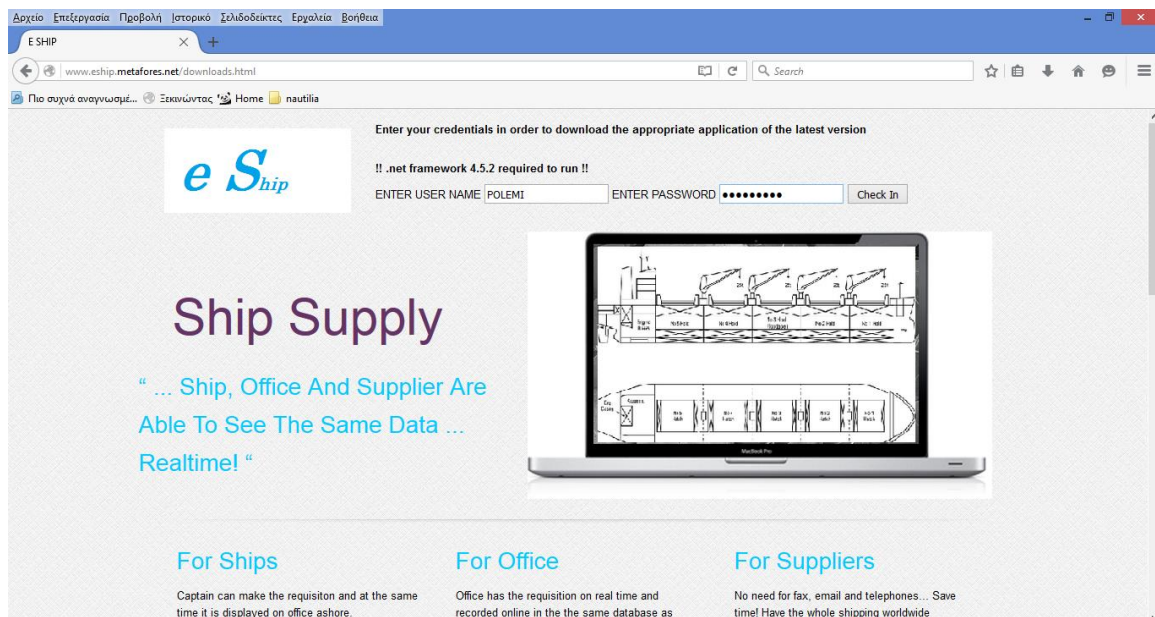 Αρχείο Επεξεργασία Προβολή Ιστορικό Σελιδοδείκτες Εργαλεία Βοήθεια
E SHIP
www.eship.metafores.net/downloads.html
Search
Πιο συχνά αναγνωσμέ... Ξεκινώντας Home nautilia
Enter your credentials in order to download the appropriate application of the latest version
e Ship
!! .net framework 4.5.2 required to run !!
ENTER USER NAME POLEMI ENTER PASSWORD ●●●●●●●●● Check In
Ship Supply
“ ... Ship, Office And Supplier Are
Able To See The Same Data ...
Realtime! “
MacBook Pro
For Ships
Captain can make the requisiton and at the same
time it is displayed on office ashore.
For Office
Office has the requisition on real time and
recorded online in the the same database as
For Suppliers
No need for fax, email and telephones... Save
time! Have the whole shipping worldwide